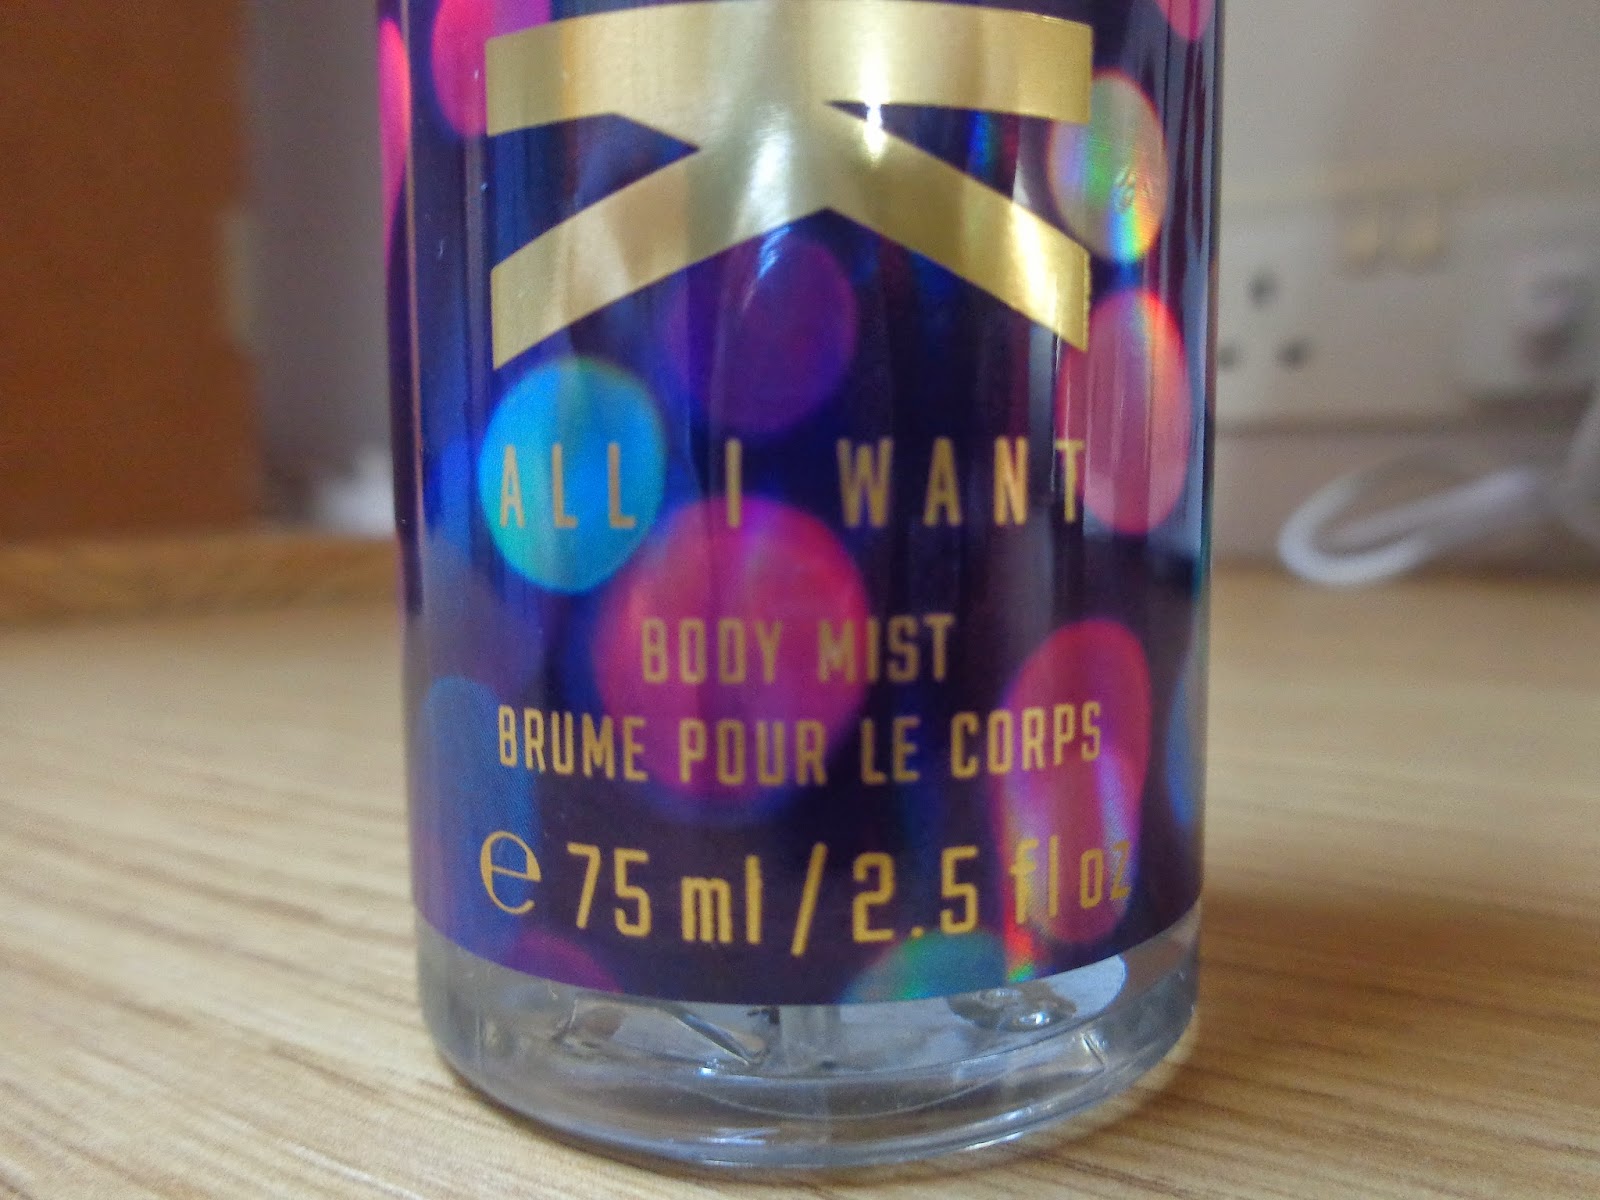 ALL I WANT
BODY MIST
BRUME POUR LE CORPS
℮ 75 ml / 2.5 fl oz